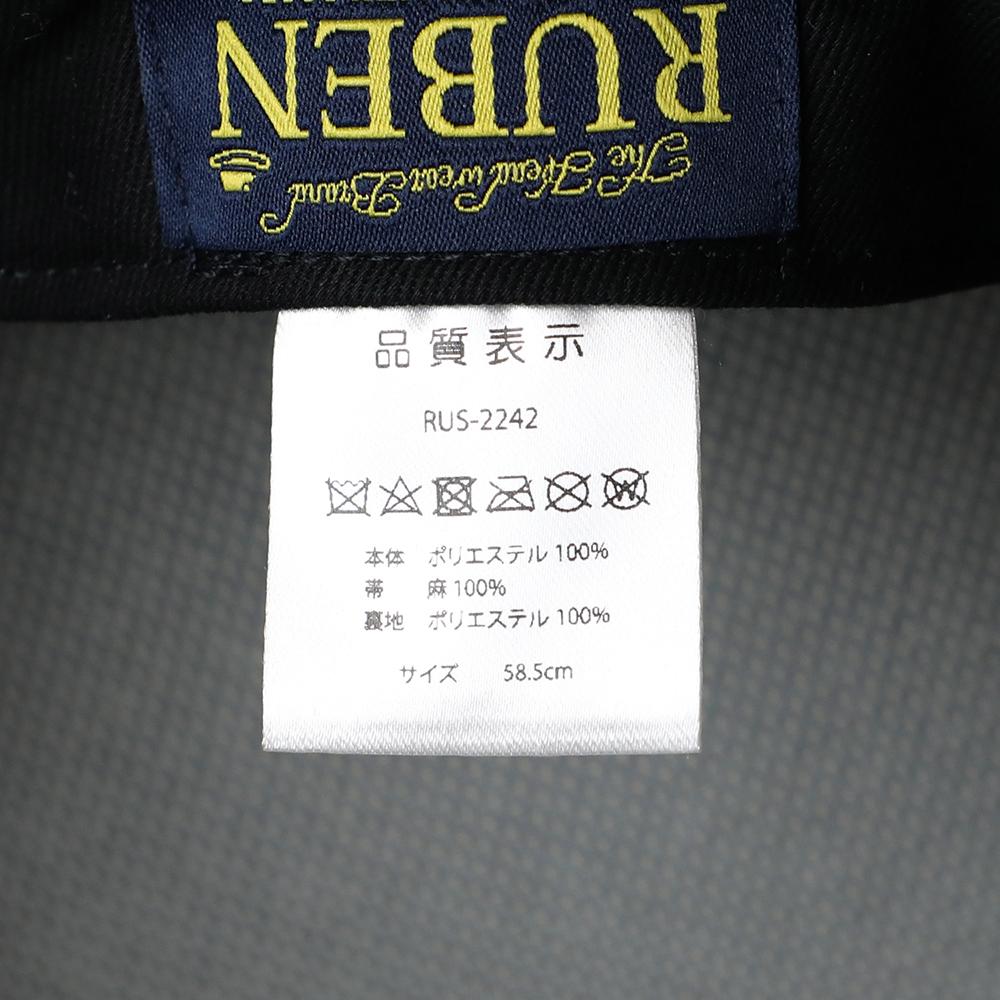 RUBEN
The Head wear Brand
品質表示
RUS-2242
本体 ポリエステル 100%
帯 麻 100%
裏地 ポリエステル 100%
サイズ 58.5cm